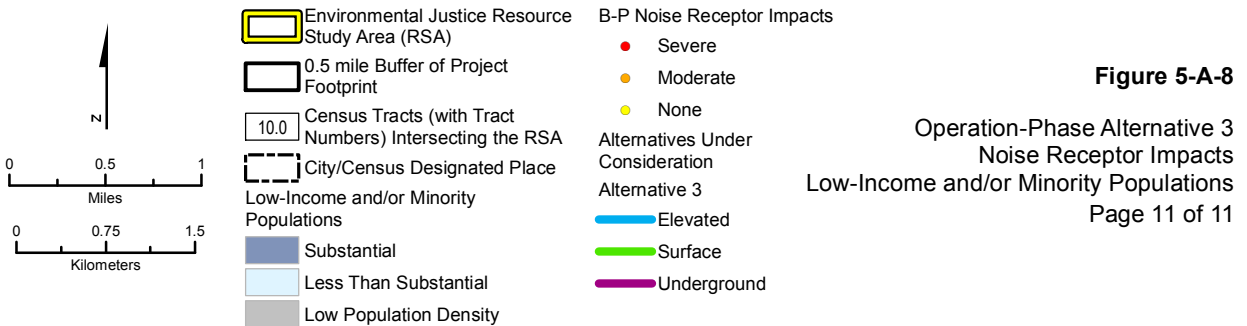 N
0 0.5 1
Miles
0 0.75 1.5
Kilometers
Environmental Justice Resource
Study Area (RSA)
0.5 mile Buffer of Project
Footprint
10.0
Census Tracts (with Tract
Numbers) Intersecting the RSA
City/Census Designated Place
Low-Income and/or Minority
Populations
Substantial
Less Than Substantial
Low Population Density
B-P Noise Receptor Impacts
Severe
Moderate
None
Alternatives Under
Consideration
Alternative 3
Elevated
Surface
Underground
Figure 5-A-8
Operation-Phase Alternative 3
Noise Receptor Impacts
Low-Income and/or Minority Populations
Page 11 of 11